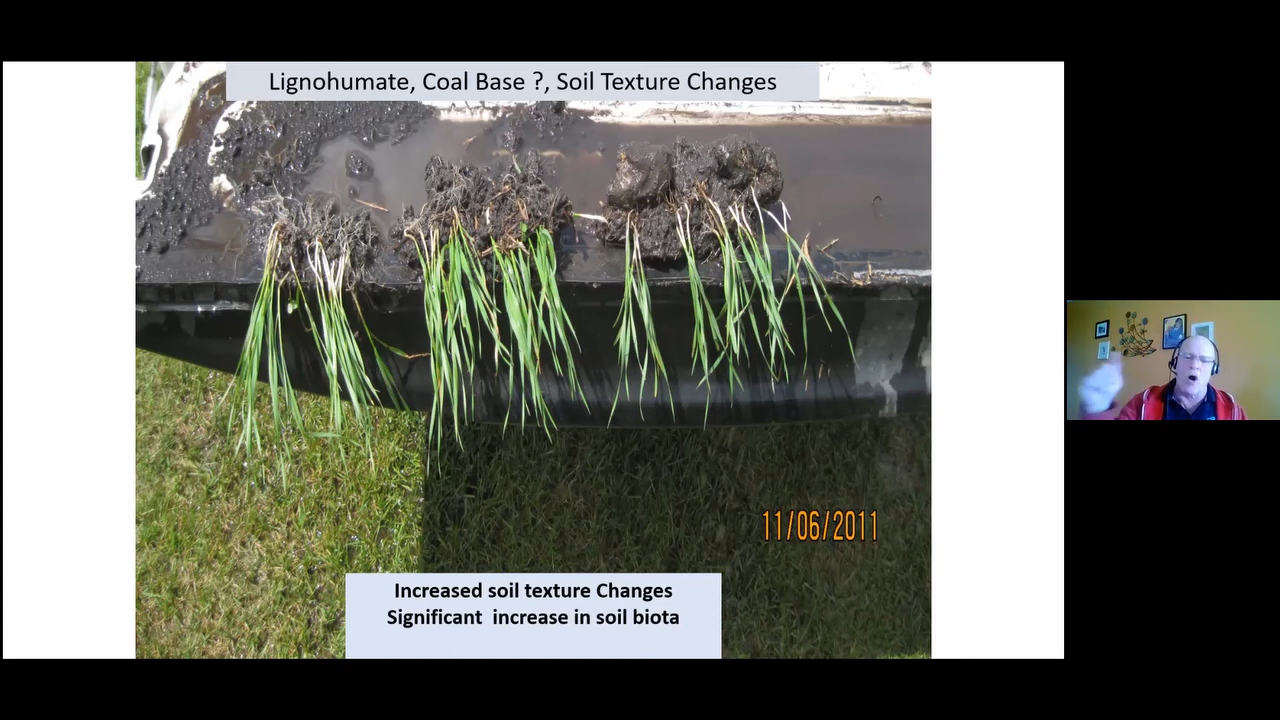 Lignohumate, Coal Base ?, Soil Texture Changes
11/06/2011
Increased soil texture Changes
Significant  increase in soil biota